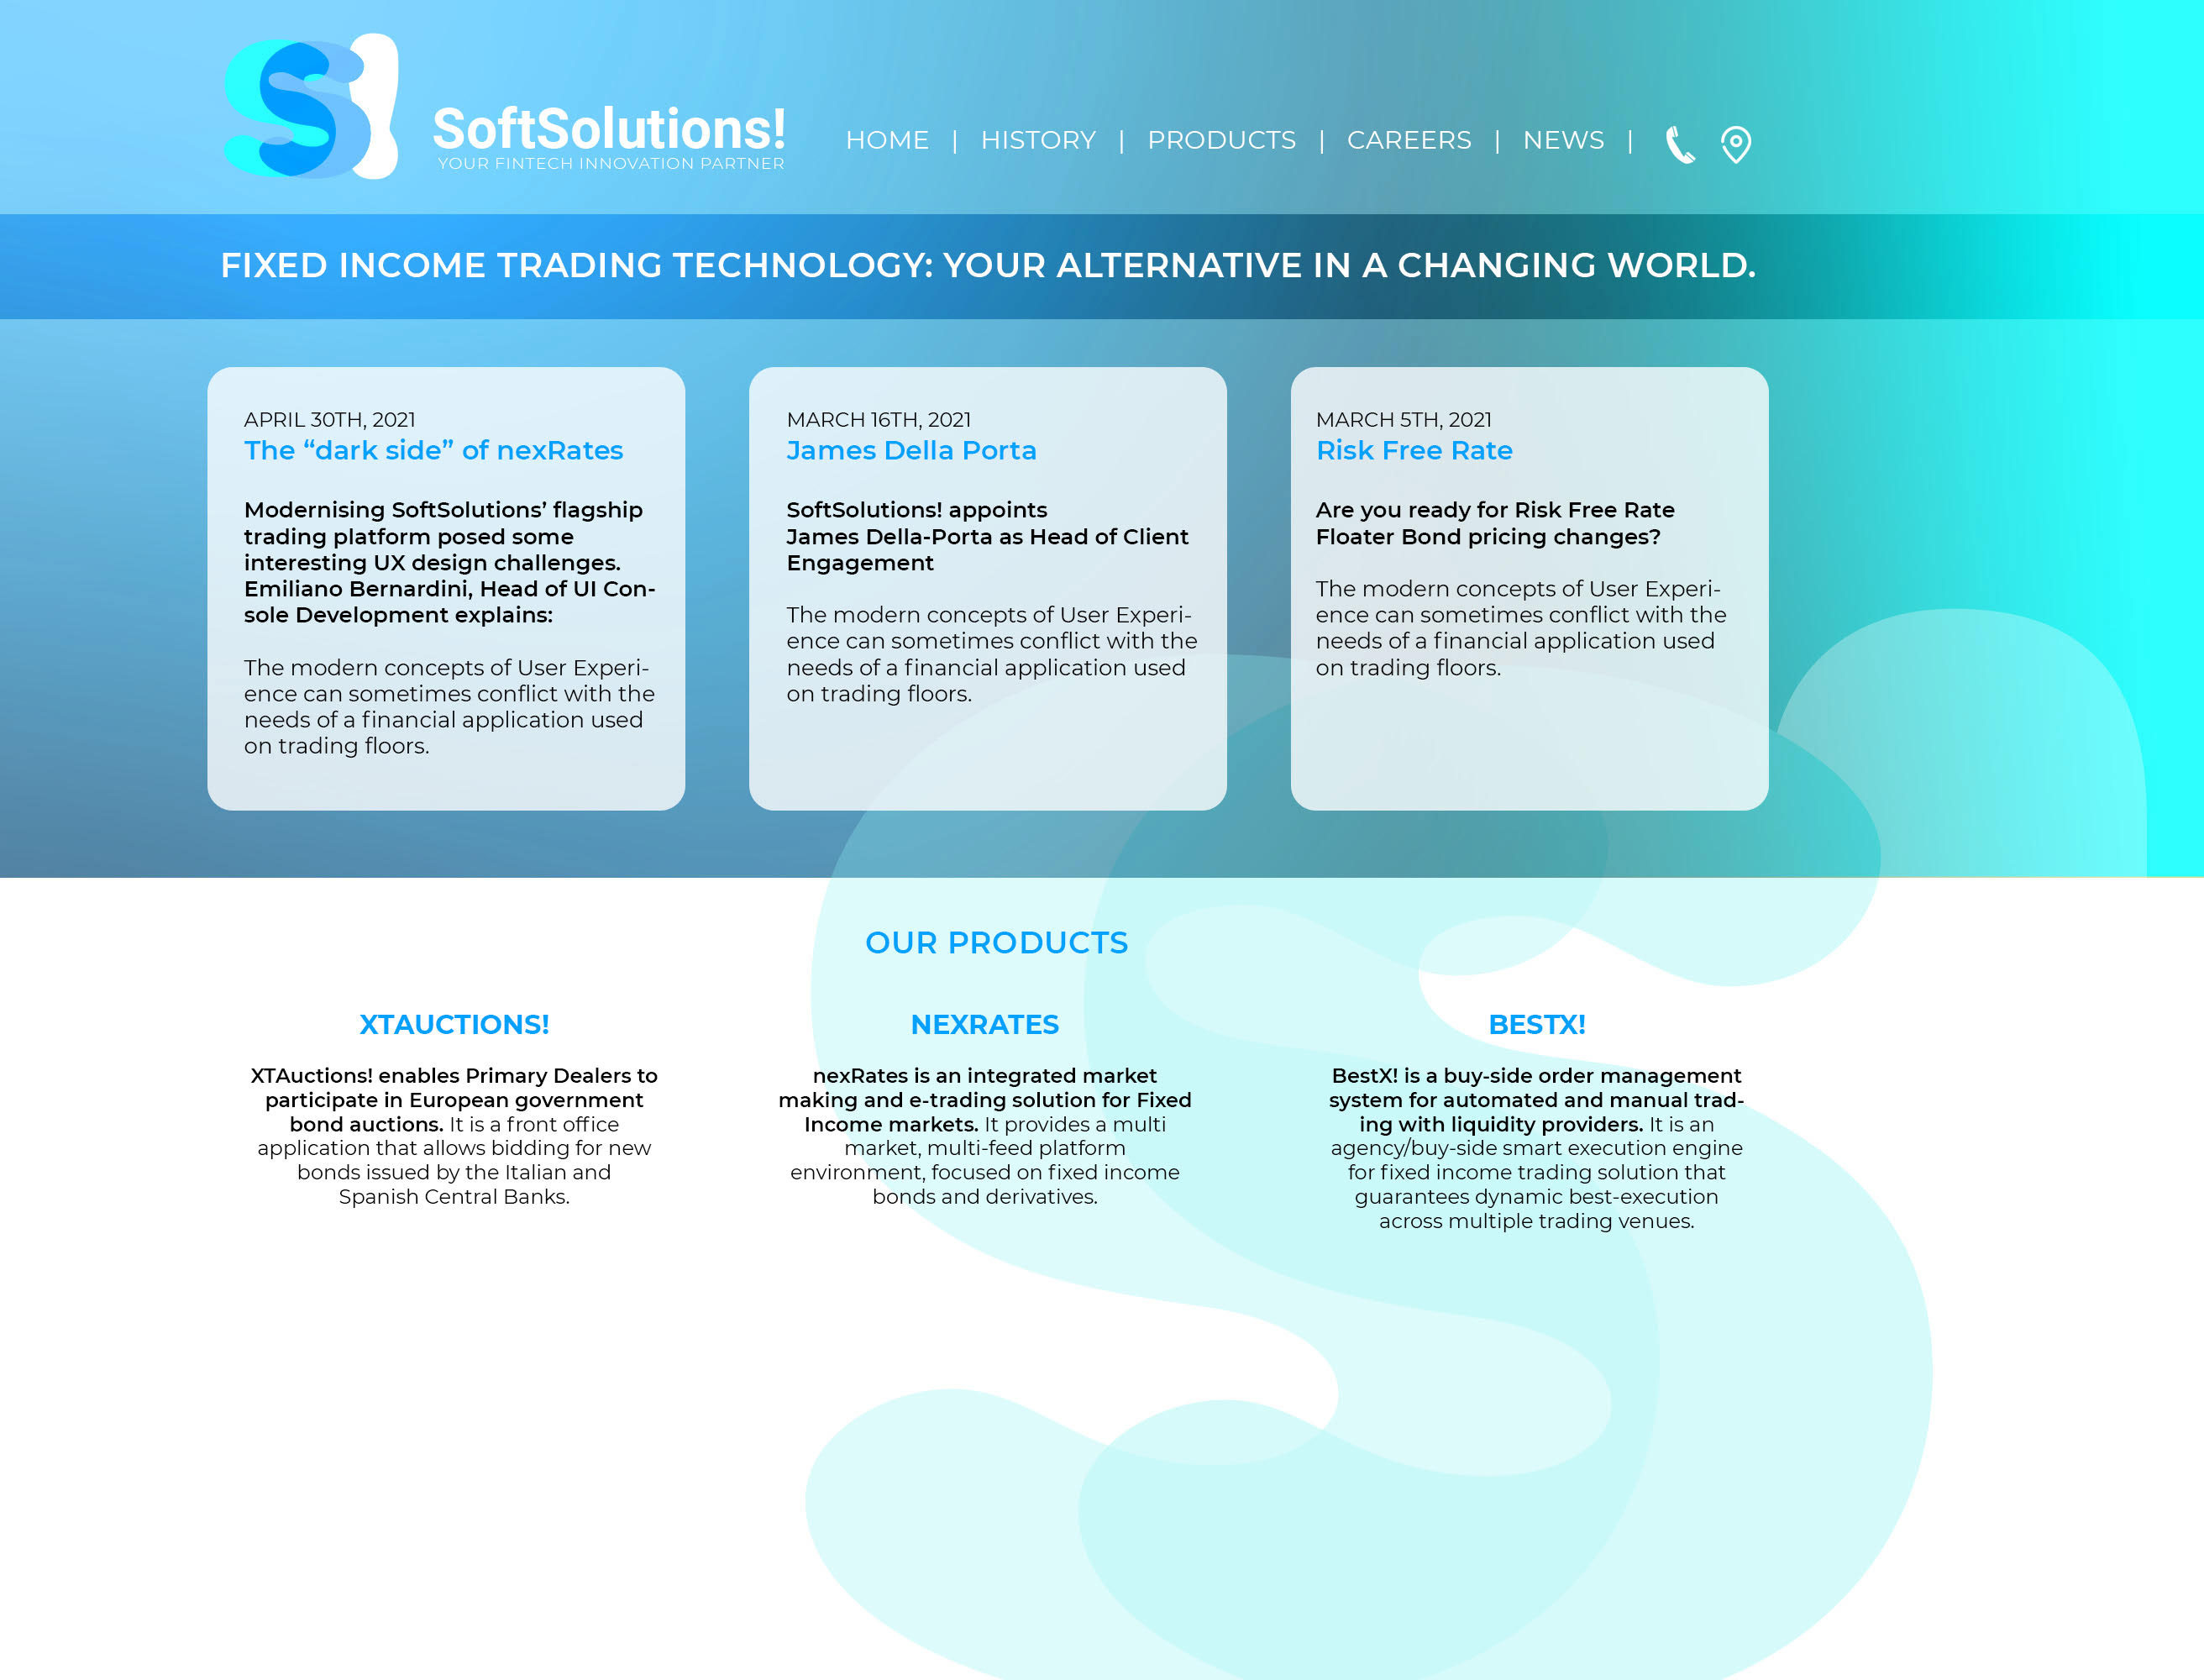 SoftSolutions!
YOUR FINTECH INNOVATION PARTNER
HOME | HISTORY | PRODUCTS | CAREERS | NEWS |
FIXED INCOME TRADING TECHNOLOGY: YOUR ALTERNATIVE IN A CHANGING WORLD.
APRIL 30TH, 2021
The “dark side” of nexRates
Modernising SoftSolutions’ flagship
trading platform posed some
interesting UX design challenges.
Emiliano Bernardini, Head of UI Con-
sole Development explains:
The modern concepts of User Experi-
ence can sometimes conflict with the
needs of a financial application used
on trading floors.
MARCH 16TH, 2021
James Della Porta
SoftSolutions! appoints
James Della-Porta as Head of Client
Engagement
The modern concepts of User Experi-
ence can sometimes conflict with the
needs of a financial application used
on trading floors.
MARCH 5TH, 2021
Risk Free Rate
Are you ready for Risk Free Rate
Floater Bond pricing changes?
The modern concepts of User Experi-
ence can sometimes conflict with the
needs of a financial application used
on trading floors.
OUR PRODUCTS
XTAUCTIONS!
XTAuctions! enables Primary Dealers to
participate in European government
bond auctions. It is a front office
application that allows bidding for new
bonds issued by the Italian and
Spanish Central Banks.
NEXRATES
nexRates is an integrated market
making and e-trading solution for Fixed
Income markets. It provides a multi
market, multi-feed platform
environment, focused on fixed income
bonds and derivatives.
BESTX!
BestX! is a buy-side order management
system for automated and manual trad-
ing with liquidity providers. It is an
agency/buy-side smart execution engine
for fixed income trading solution that
guarantees dynamic best-execution
across multiple trading venues.